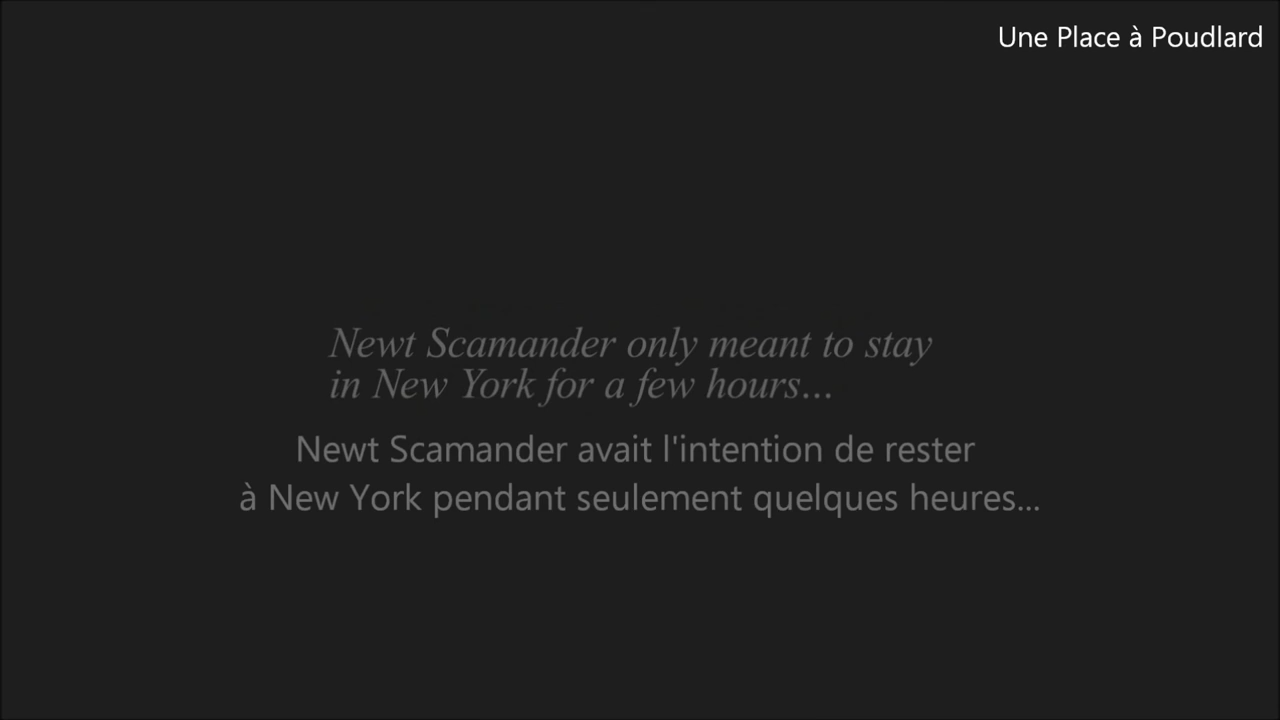 Une Place à Poudlard
Newt Scamander only meant to stay
in New York for a few hours...
Newt Scamander avait l'intention de rester
à New York pendant seulement quelques heures...